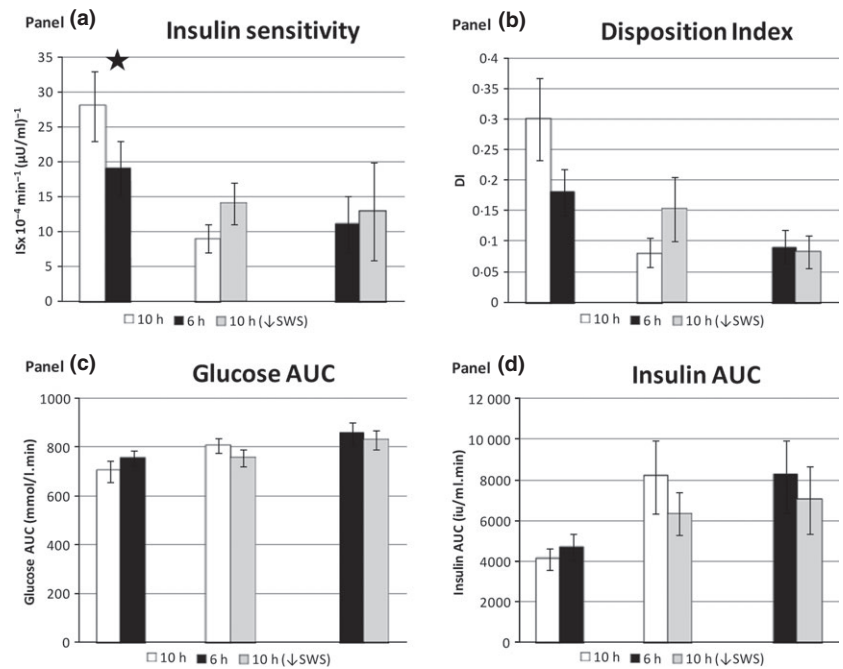 Panel (a)
Insulin sensitivity
★
ISx 10⁻⁴ min⁻¹ (µU/ml)⁻¹
35
30
25
20
15
10
5
0
□ 10 h ■ 6 h ■ 10 h (↓SWS)
Panel (b)
Disposition Index
DI
0·4
0·35
0·3
0·25
0·2
0·15
0·1
0·05
0
□ 10 h ■ 6 h ■ 10 h (↓SWS)
Panel (c)
Glucose AUC
Glucose AUC (mmol/l.min)
1000
800
600
400
200
0
□ 10 h ■ 6 h ■ 10 h (↓SWS)
Panel (d)
Insulin AUC
Insulin AUC (iu/ml.min)
12 000
10 000
8000
6000
4000
2000
0
□ 10 h ■ 6 h ■ 10 h (↓SWS)